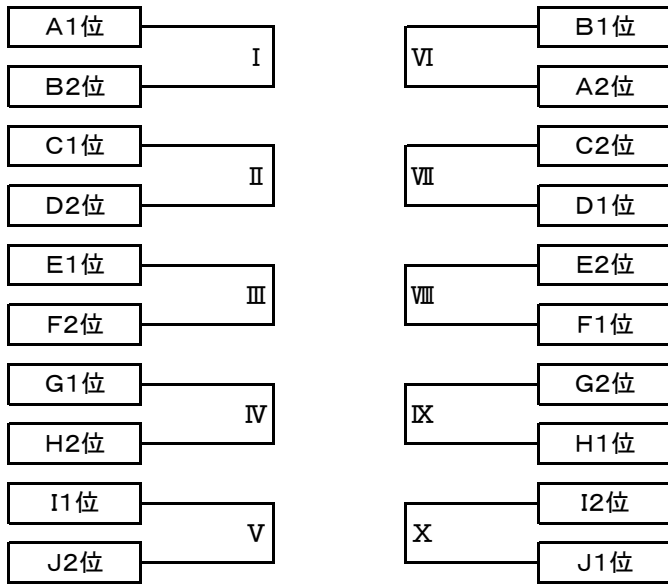 A1位
Ⅰ
B2位
C1位
Ⅱ
D2位
E1位
Ⅲ
F2位
G1位
Ⅳ
H2位
I1位
Ⅴ
J2位
B1位
Ⅵ
A2位
C2位
Ⅶ
D1位
E2位
Ⅷ
F1位
G2位
Ⅸ
H1位
I2位
Ⅹ
J1位